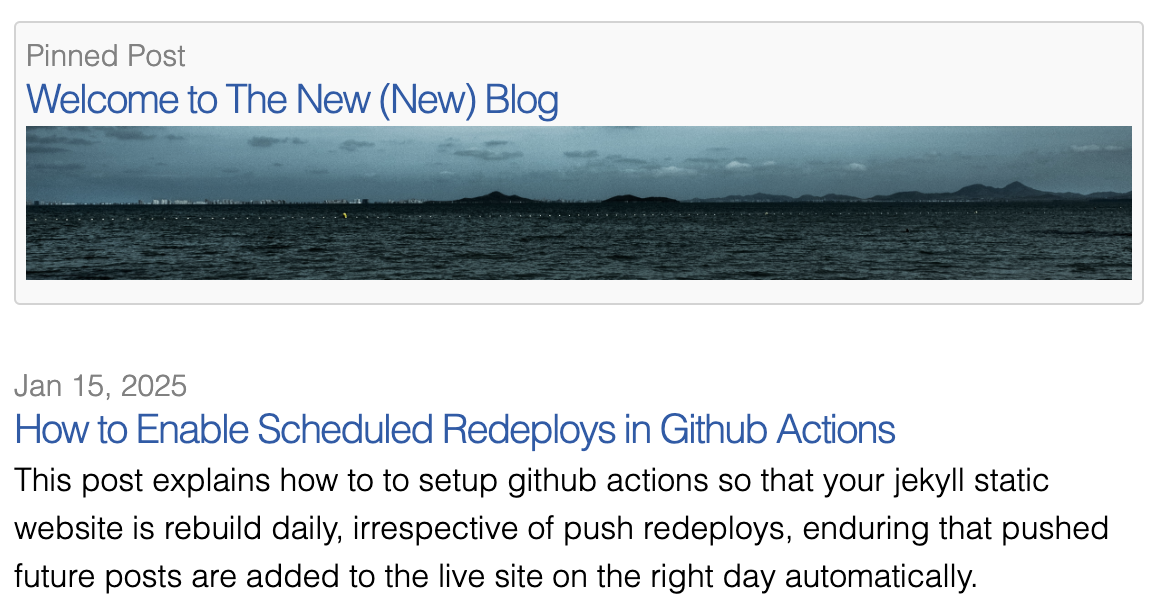 Pinned Post
Welcome to The New (New) Blog
Jan 15, 2025
How to Enable Scheduled Redeploys in Github Actions
This post explains how to to setup github actions so that your jekyll static
website is rebuild daily, irrespective of push redeploys, enduring that pushed
future posts are added to the live site on the right day automatically.